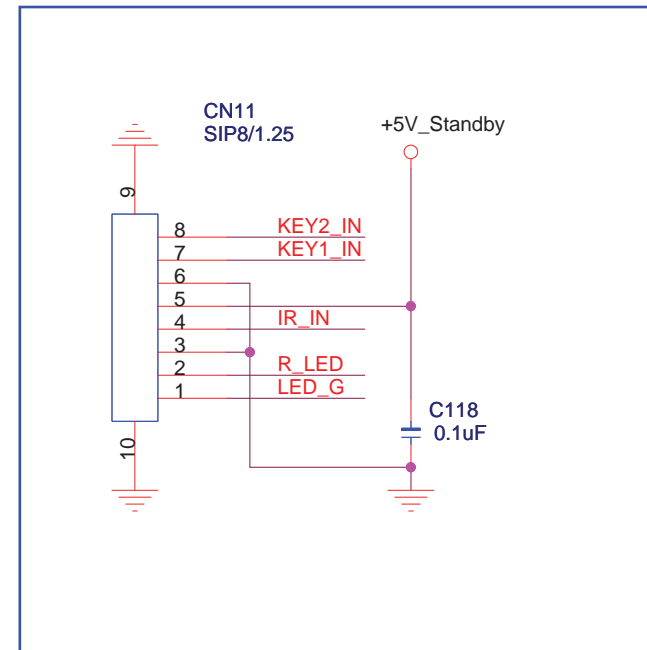 CN11
SIP8/1.25
+5V_Standby
9
8 KEY2_IN
7 KEY1_IN
6
5
4 IR_IN
3
2 R_LED
1 LED_G
10
C118
0.1uF